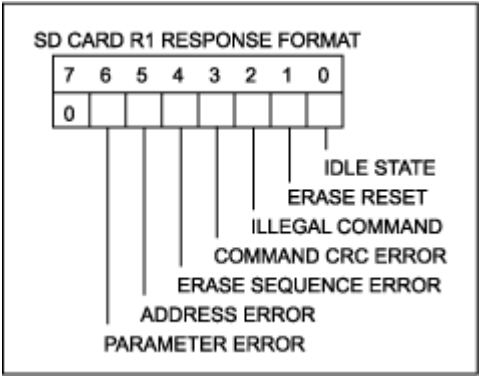 SD CARD R1 RESPONSE FORMAT
7 6 5 4 3 2 1 0
0
IDLE STATE
ERASE RESET
ILLEGAL COMMAND
COMMAND CRC ERROR
ERASE SEQUENCE ERROR
ADDRESS ERROR
PARAMETER ERROR